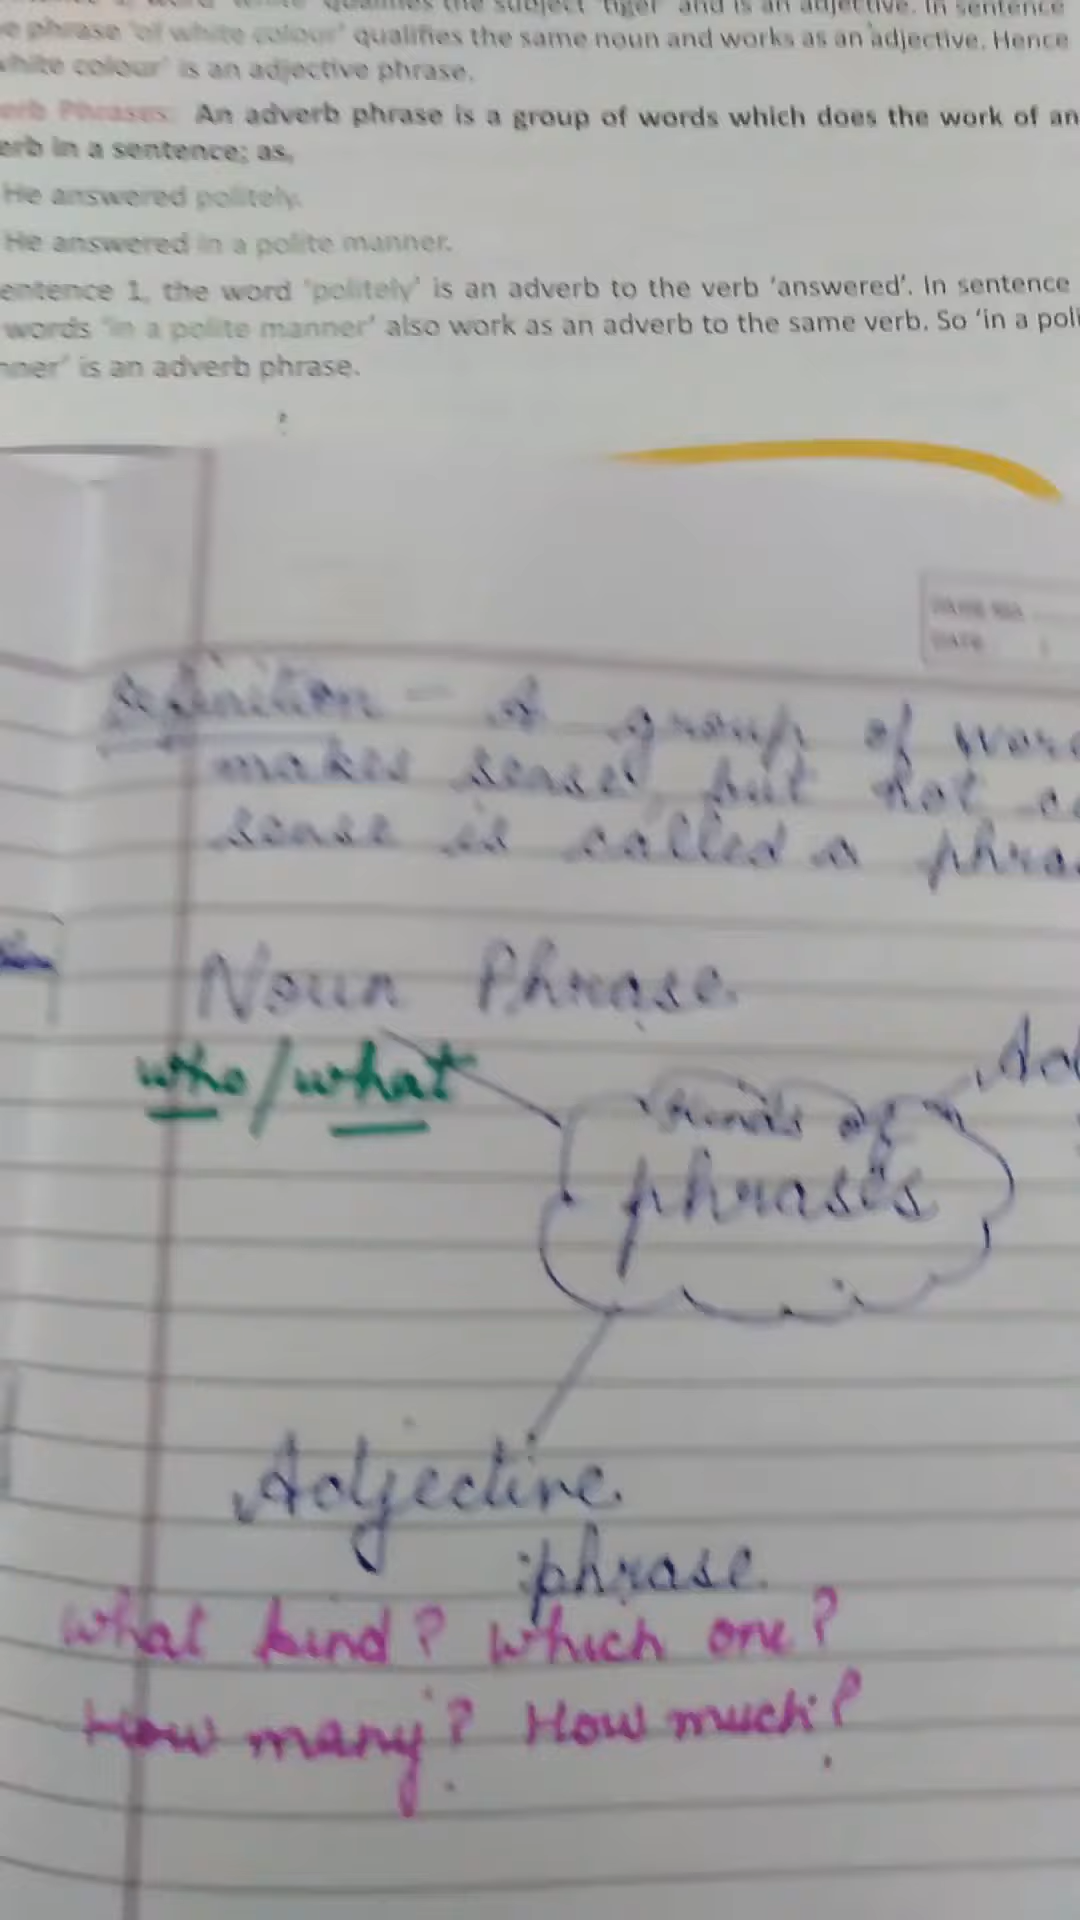 qualifies the subject 'tiger' and is an adjective. In sentence
phrase 'of white colour' qualifies the same noun and works as an adjective. Hence
white colour' is an adjective phrase.
erb Phrases: An adverb phrase is a group of words which does the work of an
erb in a sentence; as,
He answered politely.
He answered in a polite manner.
entence 1, the word 'politely' is an adverb to the verb 'answered'. In sentence
words 'in a polite manner' also work as an adverb to the same verb. So 'in a poli
nner' is an adverb phrase.
PAGE NO.
DATE
Definition - A group of wor
makes sense, but not co
sense is called a phra
Noun Phrase.
who/what
Ad
kinds of
phrases
Adjective
phrase.
What kind? Which one?
How many? How much?